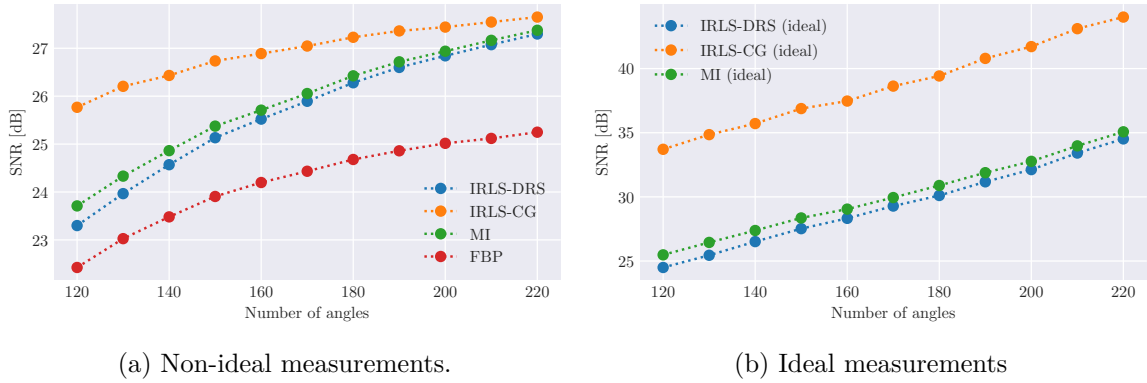 27
26
25
24
23
SNR [dB]
IRLS-DRS
IRLS-CG
MI
FBP
120 140 160 180 200 220
Number of angles
(a) Non-ideal measurements.
40
35
30
25
SNR [dB]
IRLS-DRS (ideal)
IRLS-CG (ideal)
MI (ideal)
120 140 160 180 200 220
Number of angles
(b) Ideal measurements